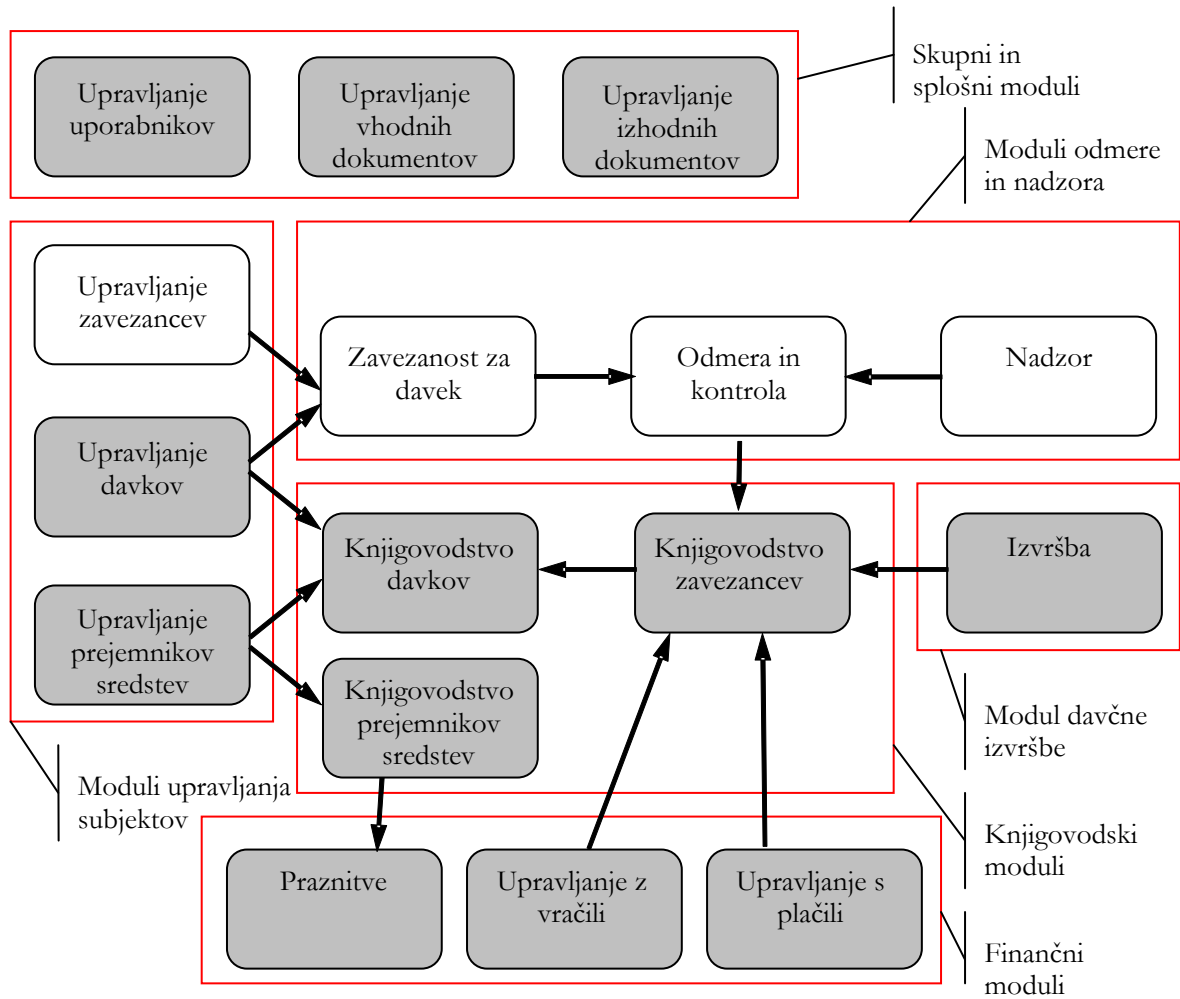 Upravljanje
uporabnikov
Upravljanje
vhodnih
dokumentov
Upravljanje
izhodnih
dokumentov
Skupni in
splošni moduli
Moduli odmere
in nadzora
Upravljanje
zavezancev
Zavezanost za
davek
Odmera in
kontrola
Nadzor
Upravljanje
davkov
Knjigovodstvo
davkov
Knjigovodstvo
zavezancev
Izvršba
Upravljanje
prejemnikov
sredstev
Knjigovodstvo
prejemnikov
sredstev
Modul davčne
izvršbe
Moduli upravljanja
subjektov
Knjigovodski
moduli
Praznitve
Upravljanje z
vračili
Upravljanje s
plačili
Finančni
moduli